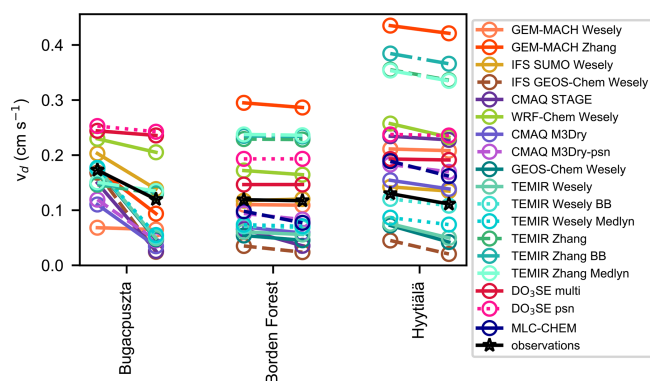 0.4
0.3
0.2
0.1
0.0
v_d (cm s⁻¹)
Bugacpuszta
Borden Forest
Hyytiälä
GEM-MACH Wesely
GEM-MACH Zhang
IFS SUMO Wesely
IFS GEOS-Chem Wesely
CMAQ STAGE
WRF-Chem Wesely
CMAQ M3Dry
CMAQ M3Dry-psn
GEOS-Chem Wesely
TEMIR Wesely
TEMIR Wesely BB
TEMIR Wesely Medlyn
TEMIR Zhang
TEMIR Zhang BB
TEMIR Zhang Medlyn
DO₃SE multi
DO₃SE psn
MLC-CHEM
observations